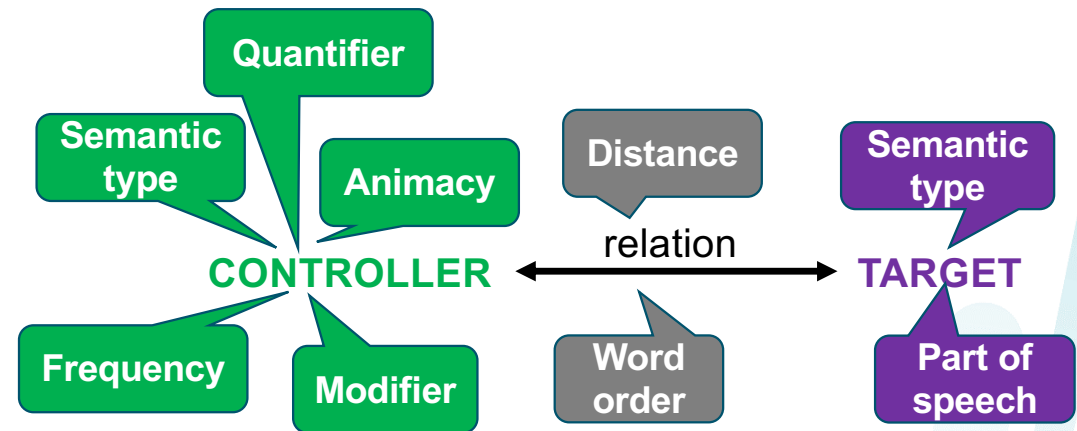 Quantifier
Semantic
type
Animacy
Distance
Semantic
type
relation
CONTROLLER
TARGET
Frequency
Modifier
Word
order
Part of
speech